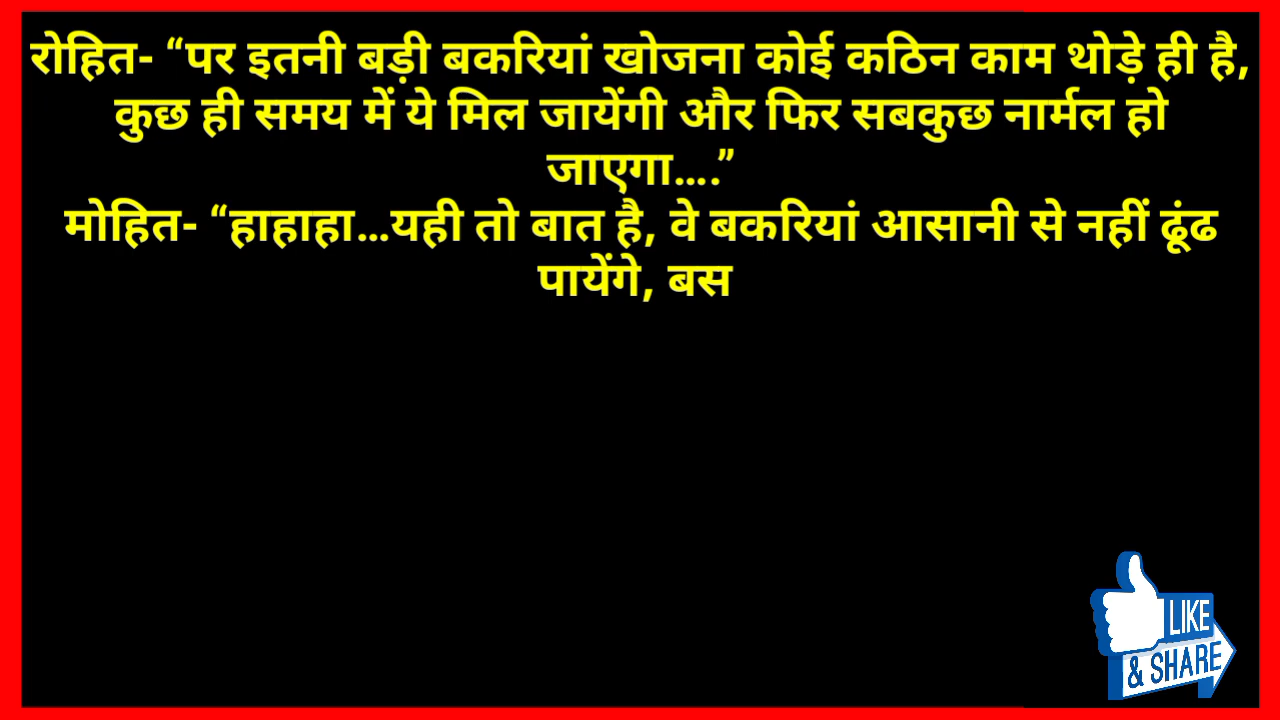 रोहित- “पर इतनी बड़ी बकरियां खोजना कोई कठिन काम थोड़े ही है,
कुछ ही समय में ये मिल जायेंगी और फिर सबकुछ नार्मल हो
जाएगा….”
मोहित- “हाहाहा…यही तो बात है, वे बकरियां आसानी से नहीं ढूंढ
पायेंगे, बस
LIKE
& SHARE